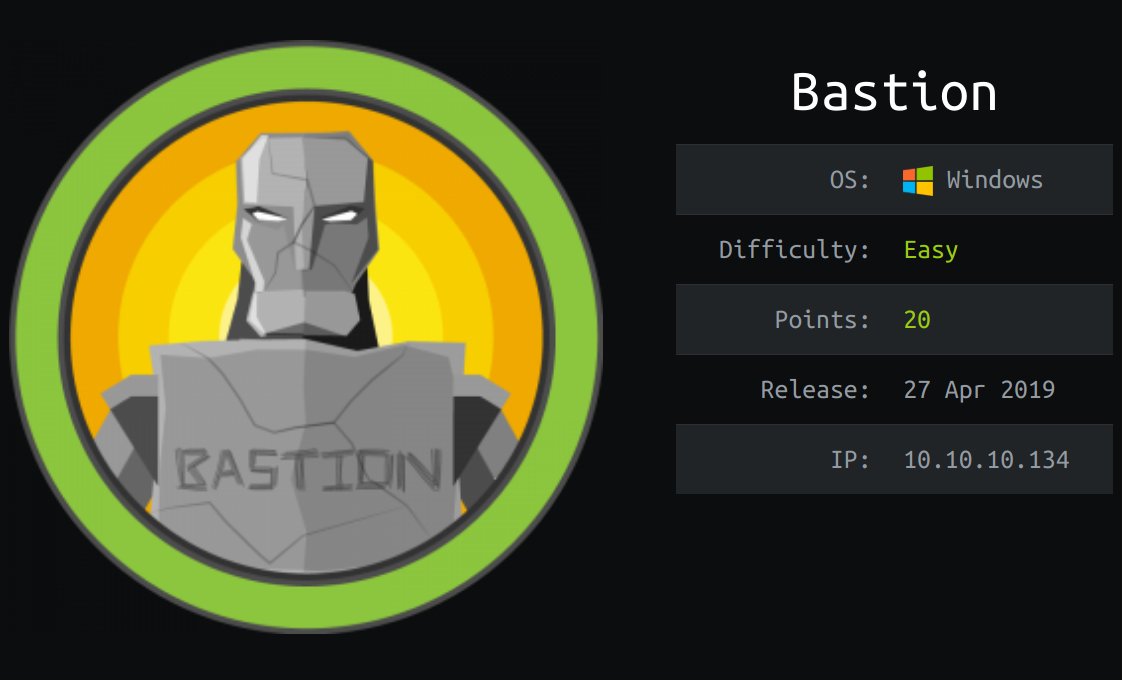 Bastion
OS: Windows
Difficulty: Easy
Points: 20
Release: 27 Apr 2019
IP: 10.10.10.134
BASTION